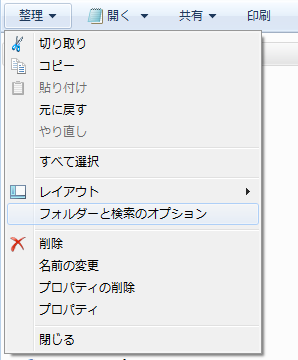 整理 開く 共有 印刷
切り取り
コピー
貼り付け
元に戻す
やり直し
すべて選択
レイアウト
フォルダーと検索のオプション
削除
名前の変更
プロパティの削除
プロパティ
閉じる